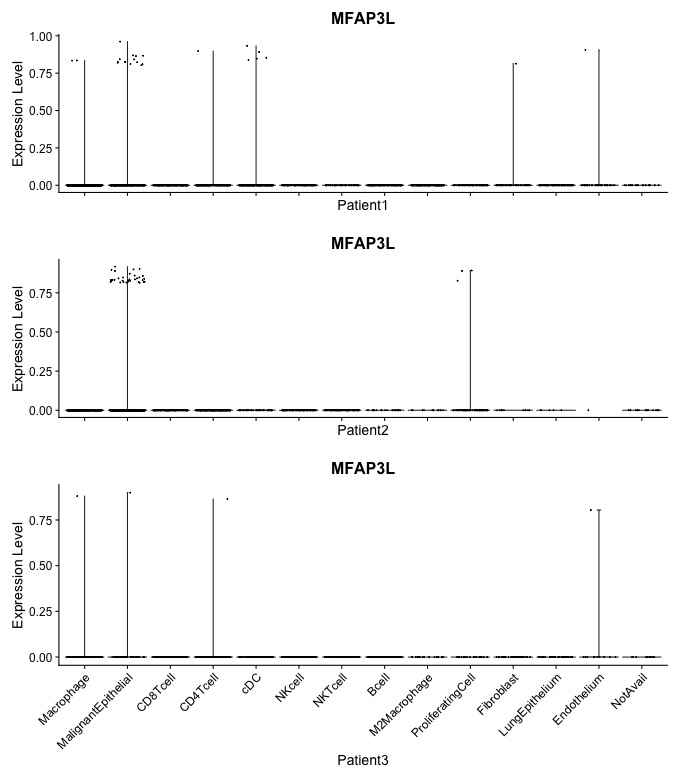 MFAP3L
Expression Level
1.00
0.75
0.50
0.25
0.00
Patient1
MFAP3L
Expression Level
0.75
0.50
0.25
0.00
Patient2
MFAP3L
Expression Level
0.75
0.50
0.25
0.00
Macrophage
MalignantEpithelial
CD8Tcell
CD4Tcell
cDC
NKcell
NKTcell
Bcell
M2Macrophage
ProliferatingCell
Fibroblast
LungEpithelium
Endothelium
NotAvail
Patient3